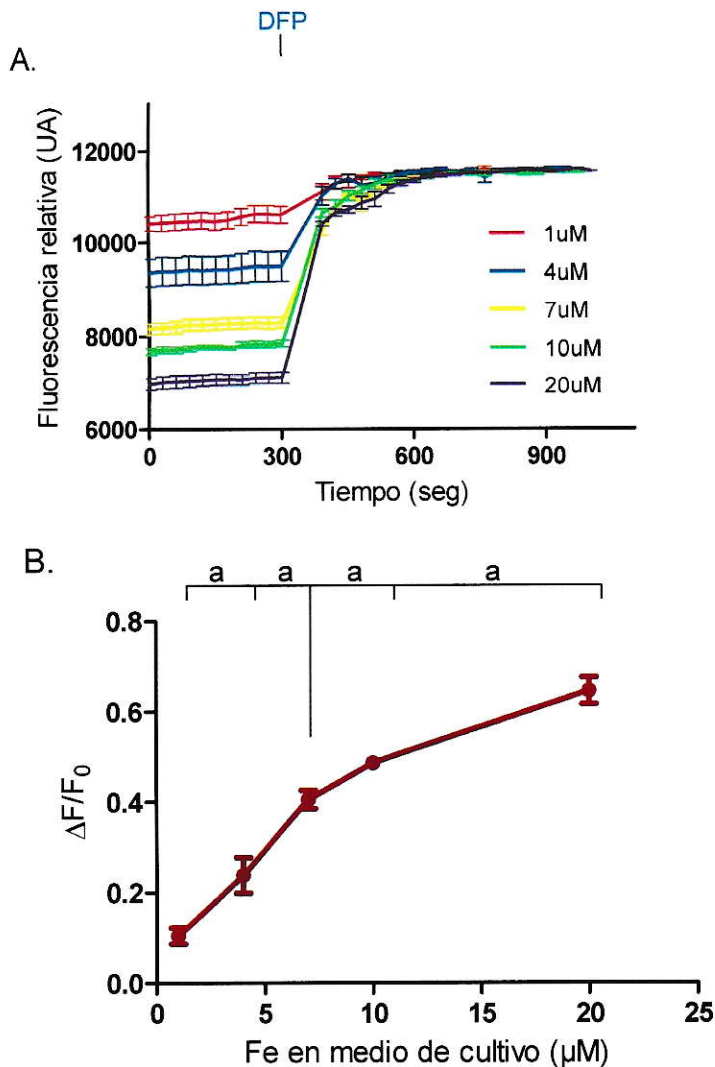 DFP
A.
Fluorescencia relativa (UA)
12000
10000
8000
6000
0
300
600
900
Tiempo (seg)
1uM
4uM
7uM
10uM
20uM
B.
a
a
a
a
ΔF/F0
0.8
0.6
0.4
0.2
0.0
0
5
10
15
20
25
Fe en medio de cultivo (µM)